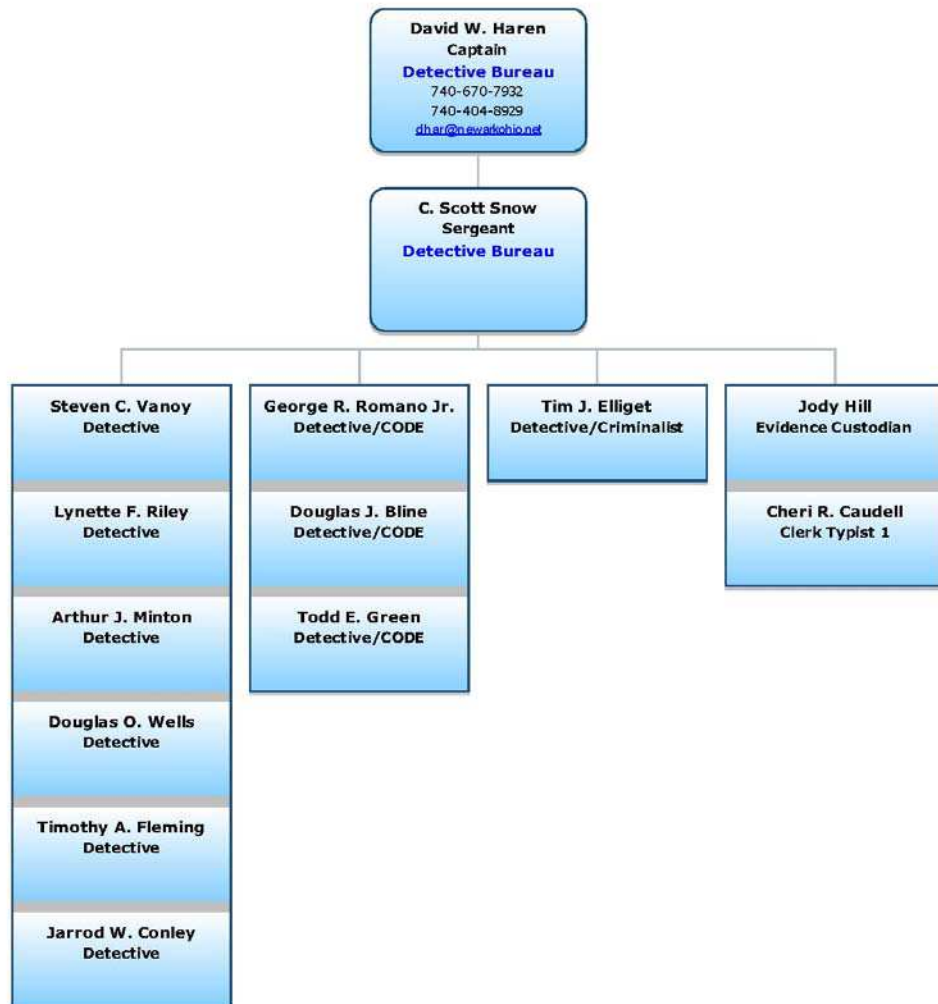 David W. Haren
Captain
Detective Bureau
740-670-7932
740-404-8929
dhar@newarkohio.net
C. Scott Snow
Sergeant
Detective Bureau
Steven C. Vanoy
Detective
Lynette F. Riley
Detective
Arthur J. Minton
Detective
Douglas O. Wells
Detective
Timothy A. Fleming
Detective
Jarrod W. Conley
Detective
George R. Romano Jr.
Detective/CODE
Douglas J. Bline
Detective/CODE
Todd E. Green
Detective/CODE
Tim J. Elliget
Detective/Criminalist
Jody Hill
Evidence Custodian
Cheri R. Caudell
Clerk Typist 1